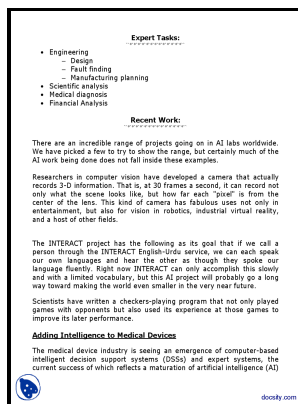 Expert Tasks:
• Engineering
– Design
– Fault finding
– Manufacturing planning
• Scientific analysis
• Medical diagnosis
• Financial Analysis
Recent Work:
There are an incredible range of projects going on in AI labs worldwide.
We have picked a few to try to show the range, but certainly much of the
AI work being done does not fall inside these examples.
Researchers in computer vision have developed a camera that actually
records 3-D information. That is, at 30 frames a second, it can record not
only what the scene looks like, but how far each "pixel" is from the
center of the lens. This kind of camera has fabulous uses not only in
entertainment, but also for vision in robotics, industrial virtual reality,
and a host of other fields.
The INTERACT project has the following as its goal that if we call a
person through the INTERACT English-Urdu service, we can each speak
our own languages and hear the other as though they spoke our
language fluently. Right now INTERACT can only accomplish this slowly
and with a limited vocabulary, but this AI project will probably go a long
way toward making the world even smaller in the very near future.
Scientists have written a checkers-playing program that not only played
games with opponents but also used its experience at those games to
improve its later performance.
Adding Intelligence to Medical Devices
The medical device industry is seeing an emergence of computer-based
intelligent decision support systems (DSSs) and expert systems, the
current success of which reflects a maturation of artificial intelligence (AI)
docsity.com